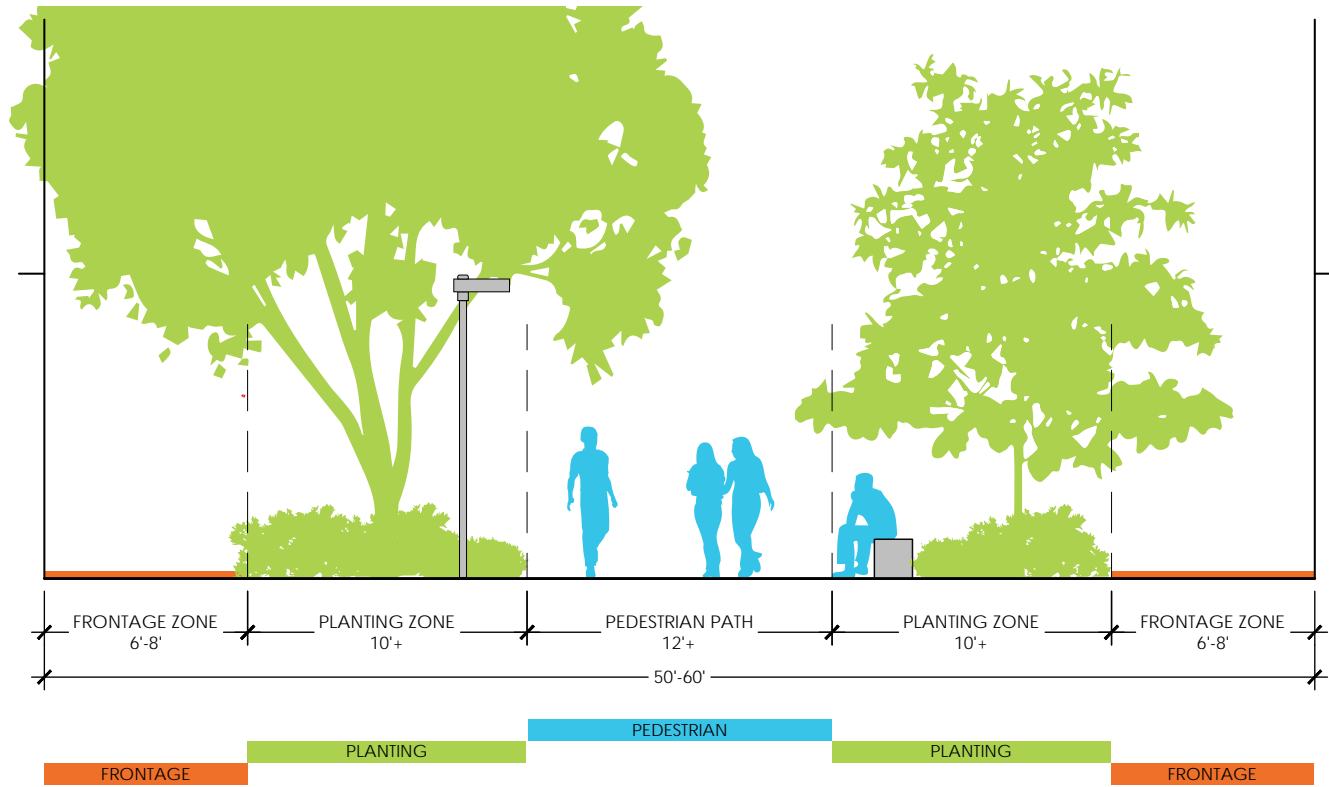 FRONTAGE ZONE
6'-8'
PLANTING ZONE
10'+
PEDESTRIAN PATH
12'+
PLANTING ZONE
10'+
FRONTAGE ZONE
6'-8'
50'-60'
PEDESTRIAN
PLANTING
PLANTING
FRONTAGE
FRONTAGE